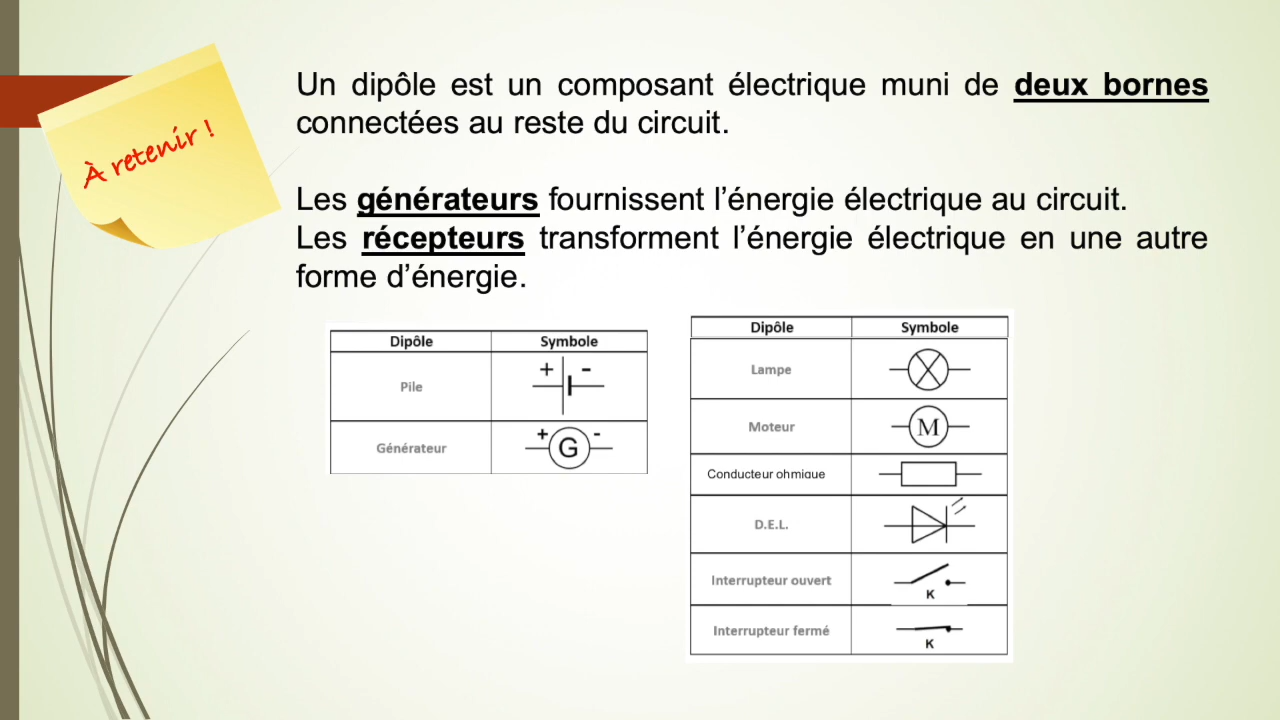 À retenir !
Un dipôle est un composant électrique muni de deux bornes
connectées au reste du circuit.
Les générateurs fournissent l’énergie électrique au circuit.
Les récepteurs transforment l’énergie électrique en une autre
forme d’énergie.
Dipôle Symbole
Pile + -
Générateur + G -
Dipôle Symbole
Lampe
Moteur M
Conducteur ohmique
D.E.L.
Interrupteur ouvert K
Interrupteur fermé K